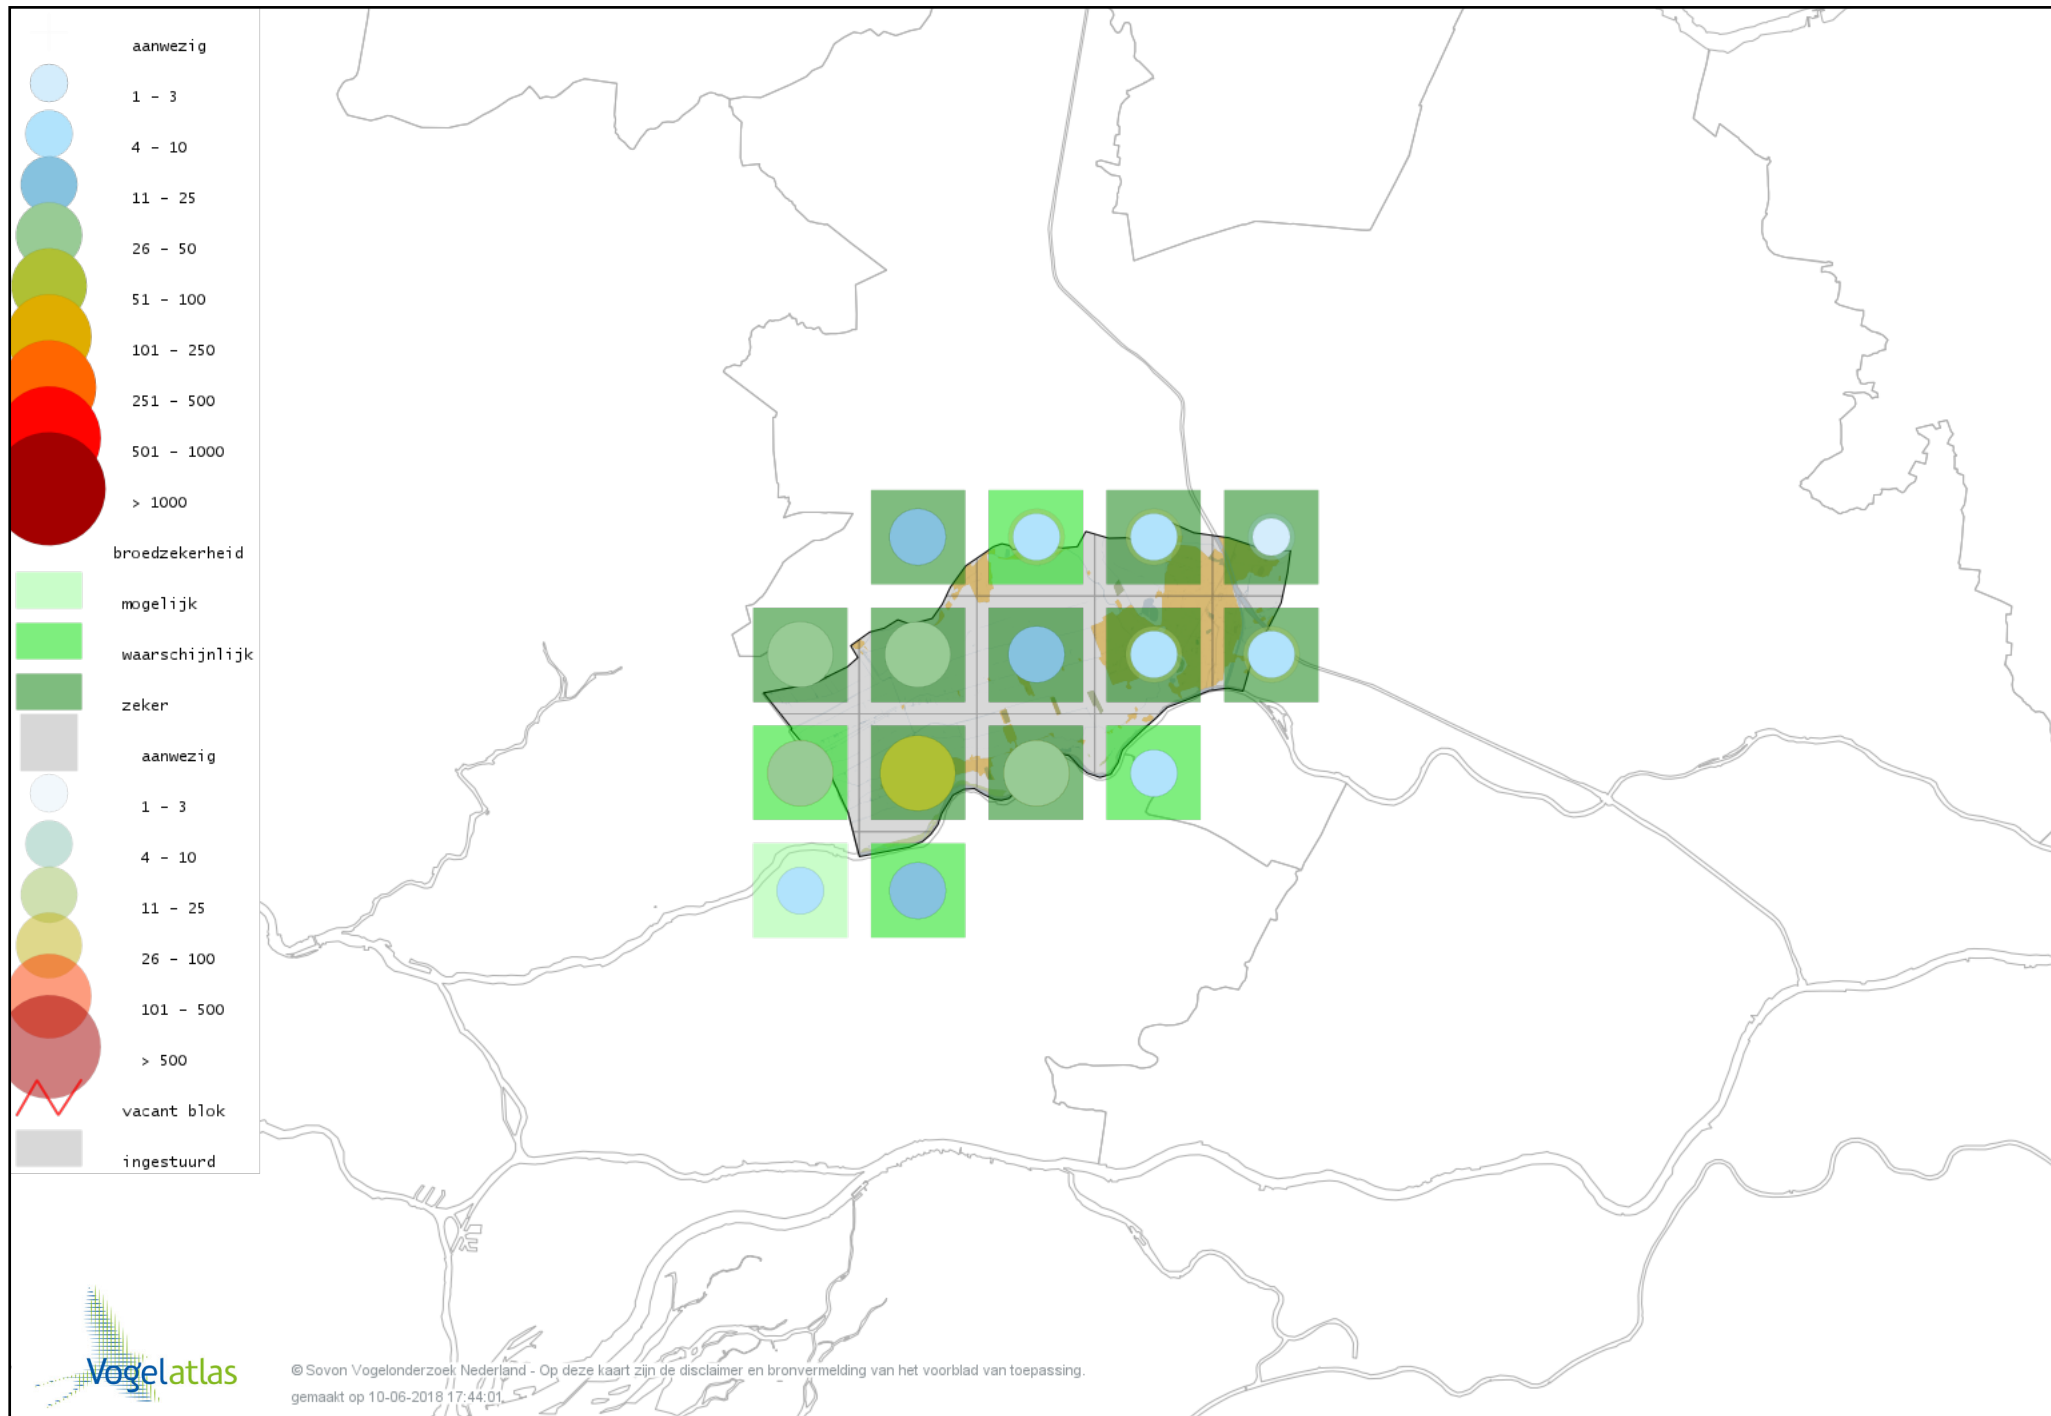 aanwezig
1 - 3
4 - 10
11 - 25
26 - 50
51 - 100
101 - 250
251 - 500
501 - 1000
> 1000
broedzekerheid
mogelijk
waarschijnlijk
zeker
aanwezig
1 - 3
4 - 10
11 - 25
26 - 100
101 - 500
> 500
vacant blok
ingestuurd
Vogelatlas
© Sovon Vogelonderzoek Nederland - Op deze kaart zijn de disclaimer en bronvermelding van het voorblad van toepassing.
gemaakt op 10-06-2018 17:44:01